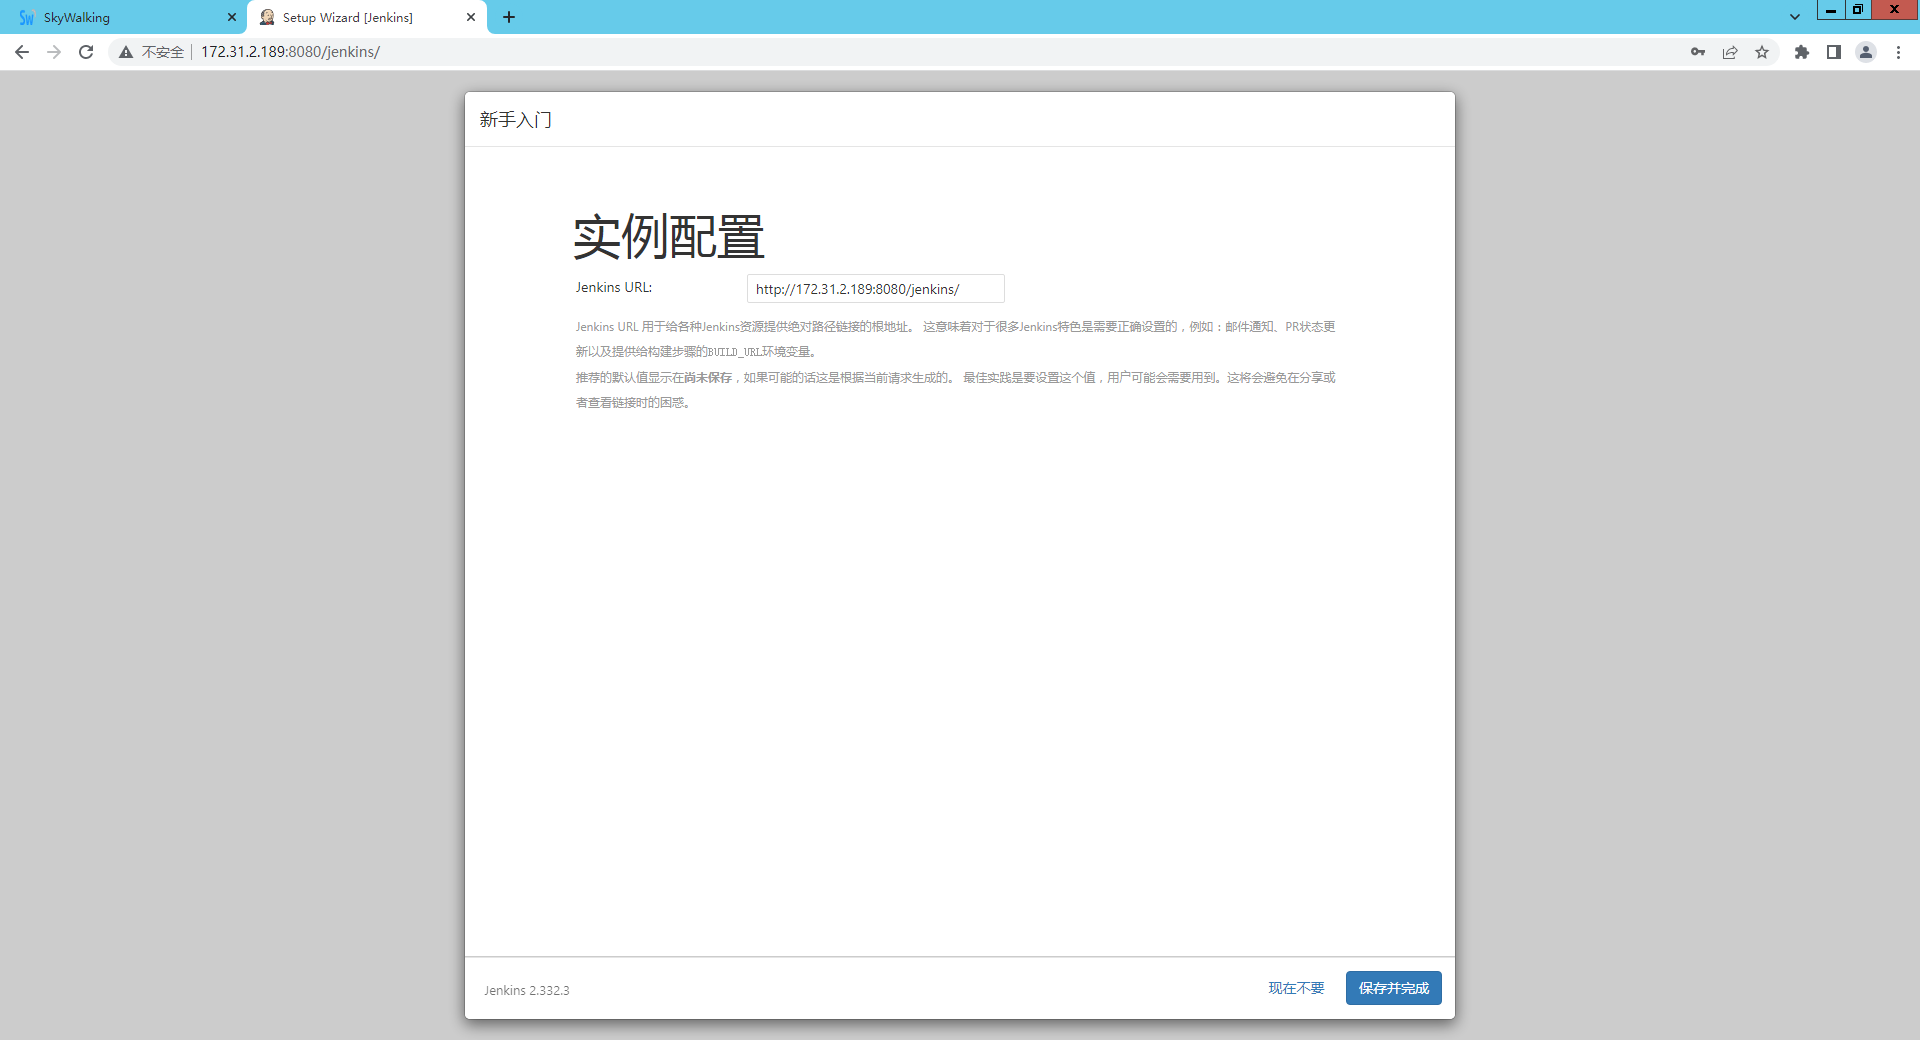 SkyWalking
Setup Wizard [Jenkins]
不安全
172.31.2.189:8080/jenkins/
新手入门
实例配置
Jenkins URL:
http://172.31.2.189:8080/jenkins/
Jenkins URL 用于给各种Jenkins资源提供绝对路径链接的根地址。 这意味着对于很多Jenkins特色是需要正确设置的，例如：邮件通知、PR状态更
新以及提供给构建步骤的BUILD_URL环境变量。
推荐的默认值显示在尚未保存，如果可能的话这是根据当前请求生成的。 最佳实践是要设置这个值，用户可能会需要用到。这将会避免在分享或
者查看链接时的困惑。
Jenkins 2.332.3
现在不要
保存并完成